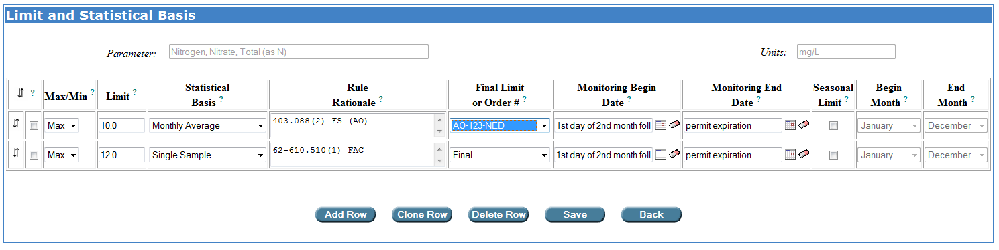 Limit and Statistical Basis
Parameter: Nitrogen, Nitrate, Total (as N) Units: mg/L
⇵ ? Max/Min ? Limit ? Statistical Basis ? Rule Rationale ? Final Limit or Order # ? Monitoring Begin Date ? Monitoring End Date ? Seasonal Limit ? Begin Month ? End Month ?
⇵ Max 10.0 Monthly Average 403.088(2) FS (AO) AO-123-NED 1st day of 2nd month foll permit expiration January December
⇵ Max 12.0 Single Sample 62-610.510(1) FAC Final 1st day of 2nd month foll permit expiration January December
Add Row Clone Row Delete Row Save Back